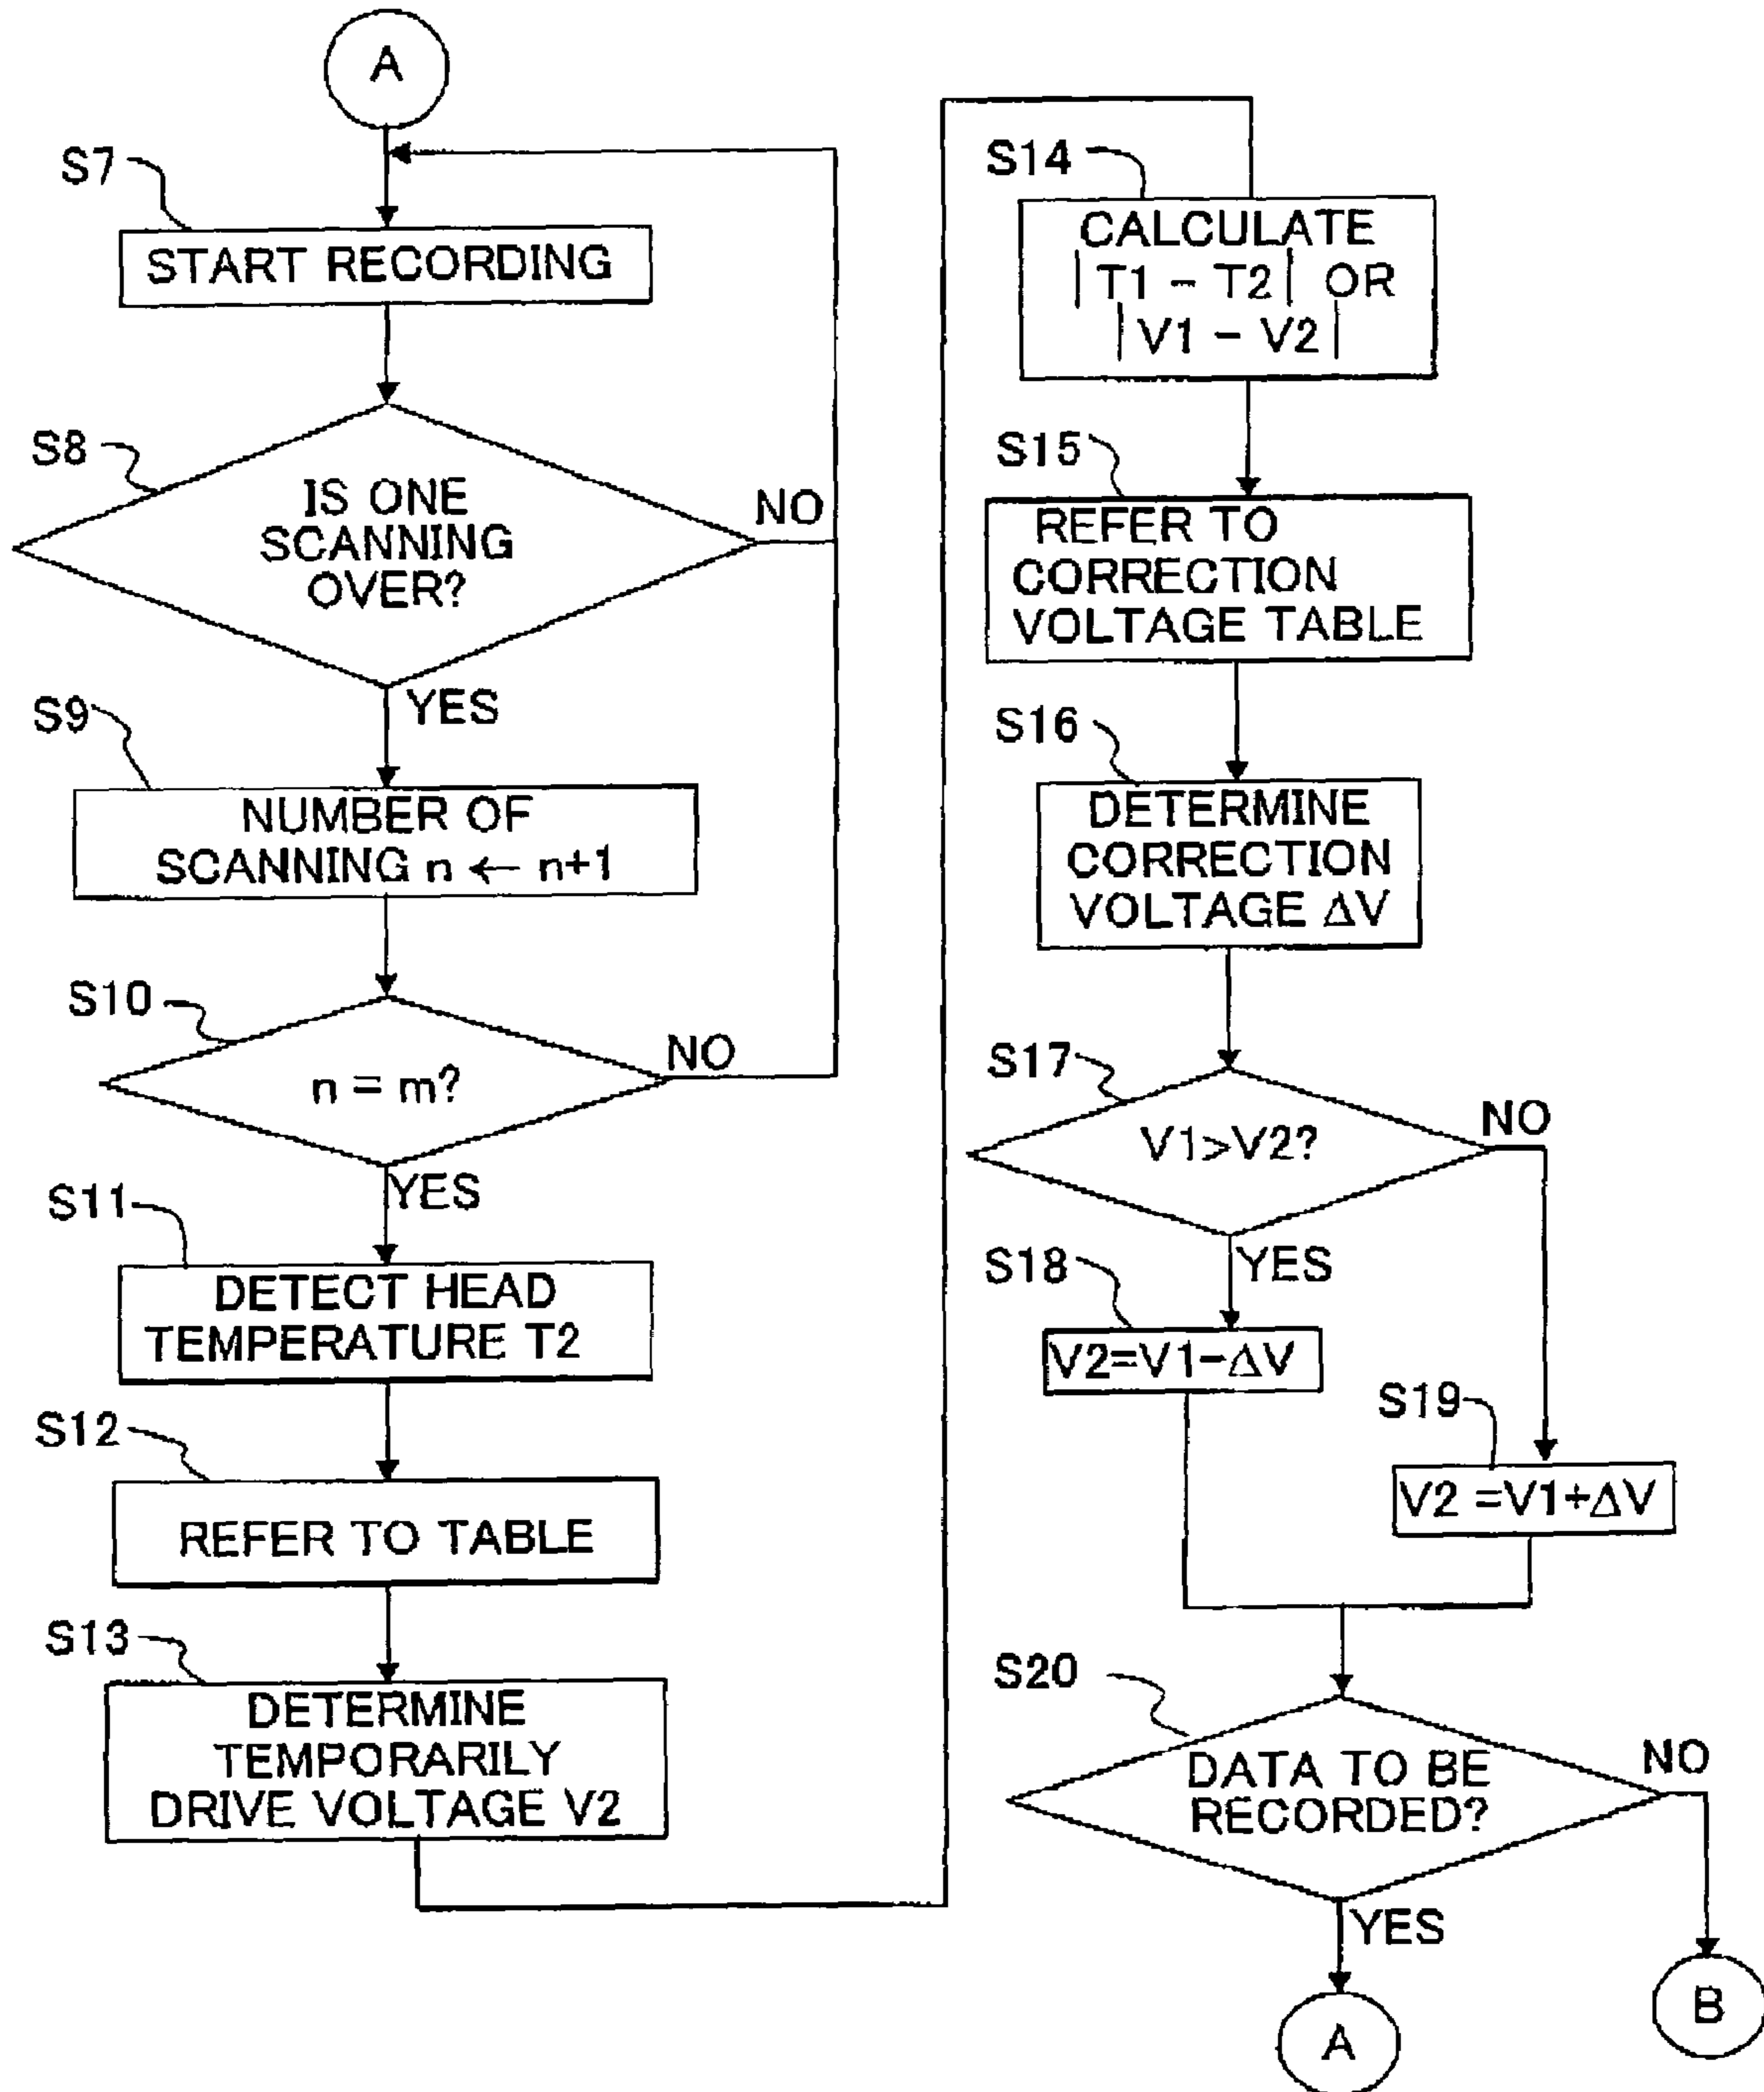 A
S7
START RECORDING
S8
IS ONE
SCANNING
OVER?
NO
YES
S9
NUMBER OF
SCANNING n ← n+1
S10
n = m?
NO
YES
S11
DETECT HEAD
TEMPERATURE T2
S12
REFER TO TABLE
S13
DETERMINE
TEMPORARILY
DRIVE VOLTAGE V2
S14
CALCULATE
|T1 - T2| OR
|V1 - V2|
S15
REFER TO
CORRECTION
VOLTAGE TABLE
S16
DETERMINE
CORRECTION
VOLTAGE ΔV
S17
V1>V2?
NO
YES
S18
V2=V1-ΔV
S19
V2 =V1+ΔV
S20
DATA TO BE
RECORDED?
NO
YES
A
B